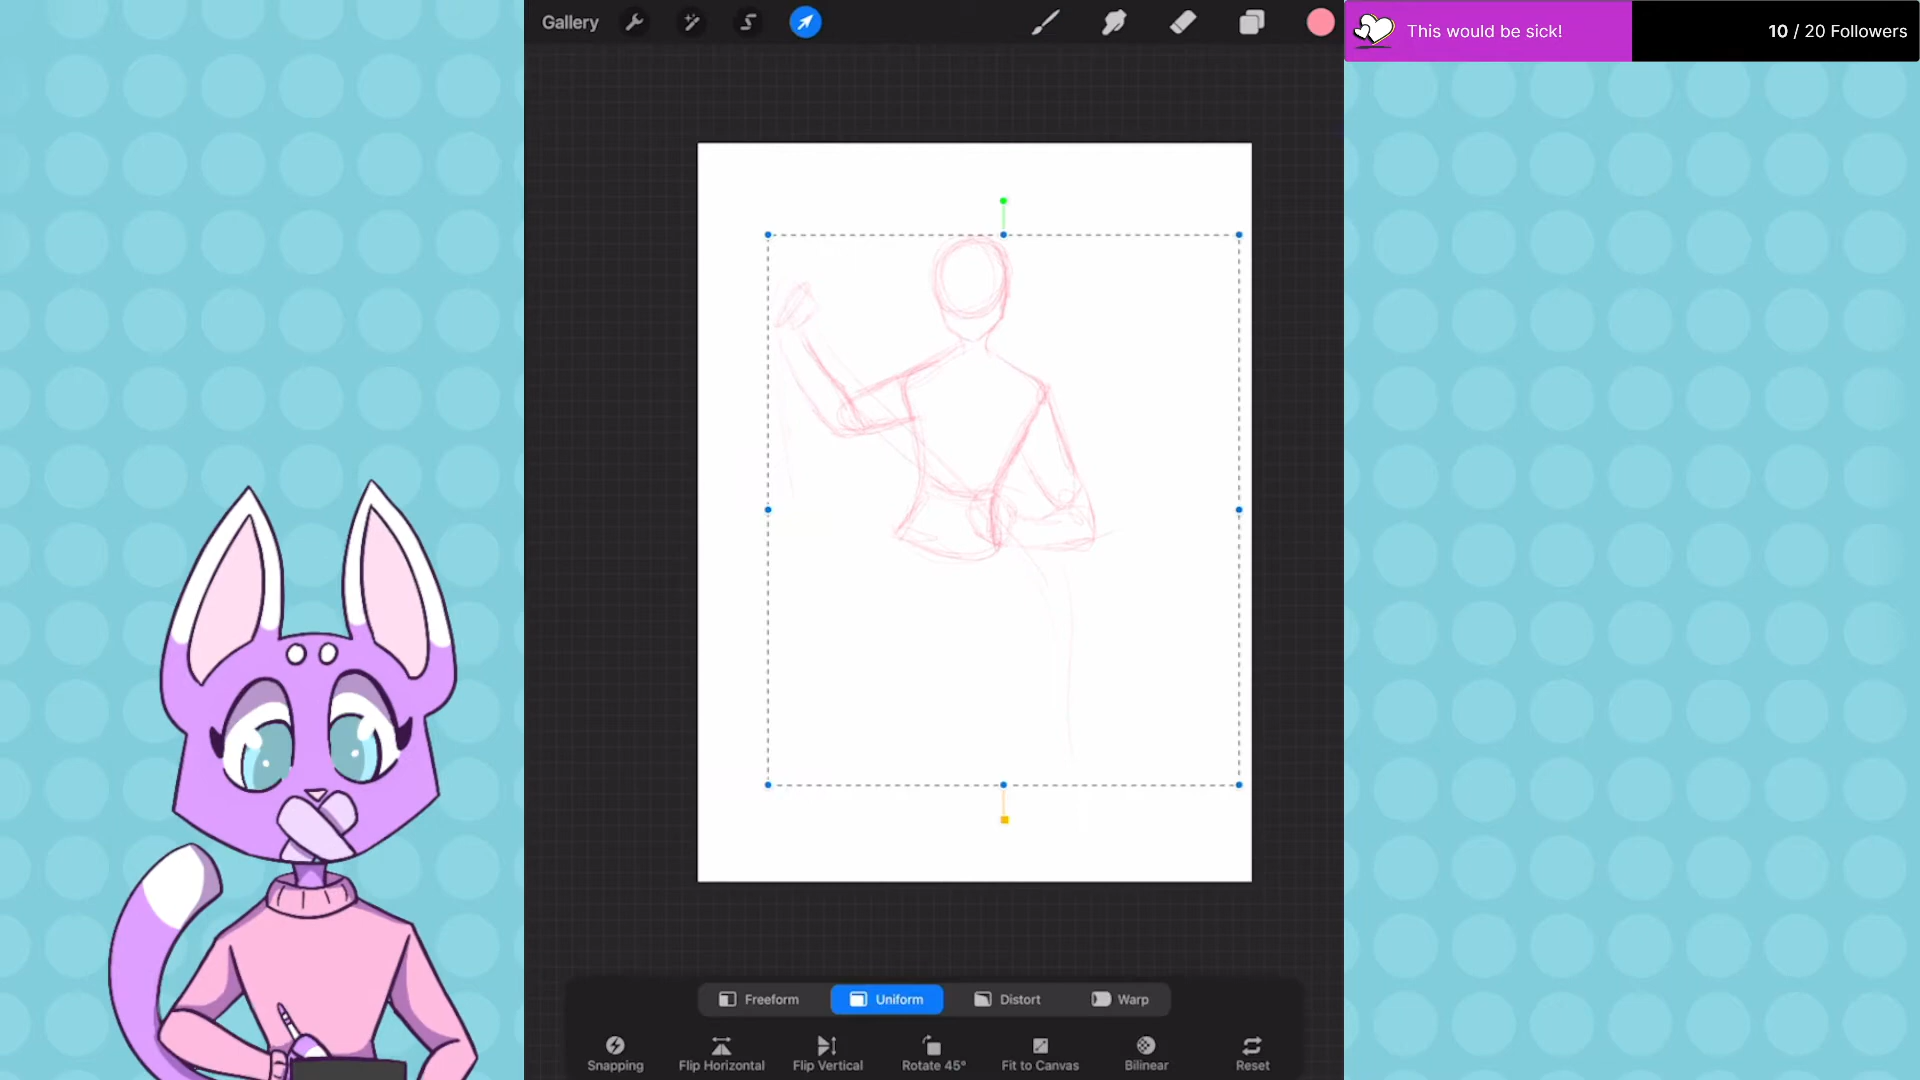 Gallery
This would be sick!
10 / 20 Followers
Freeform
Uniform
Distort
Warp
Snapping
Flip Horizontal
Flip Vertical
Rotate 45°
Fit to Canvas
Bilinear
Reset